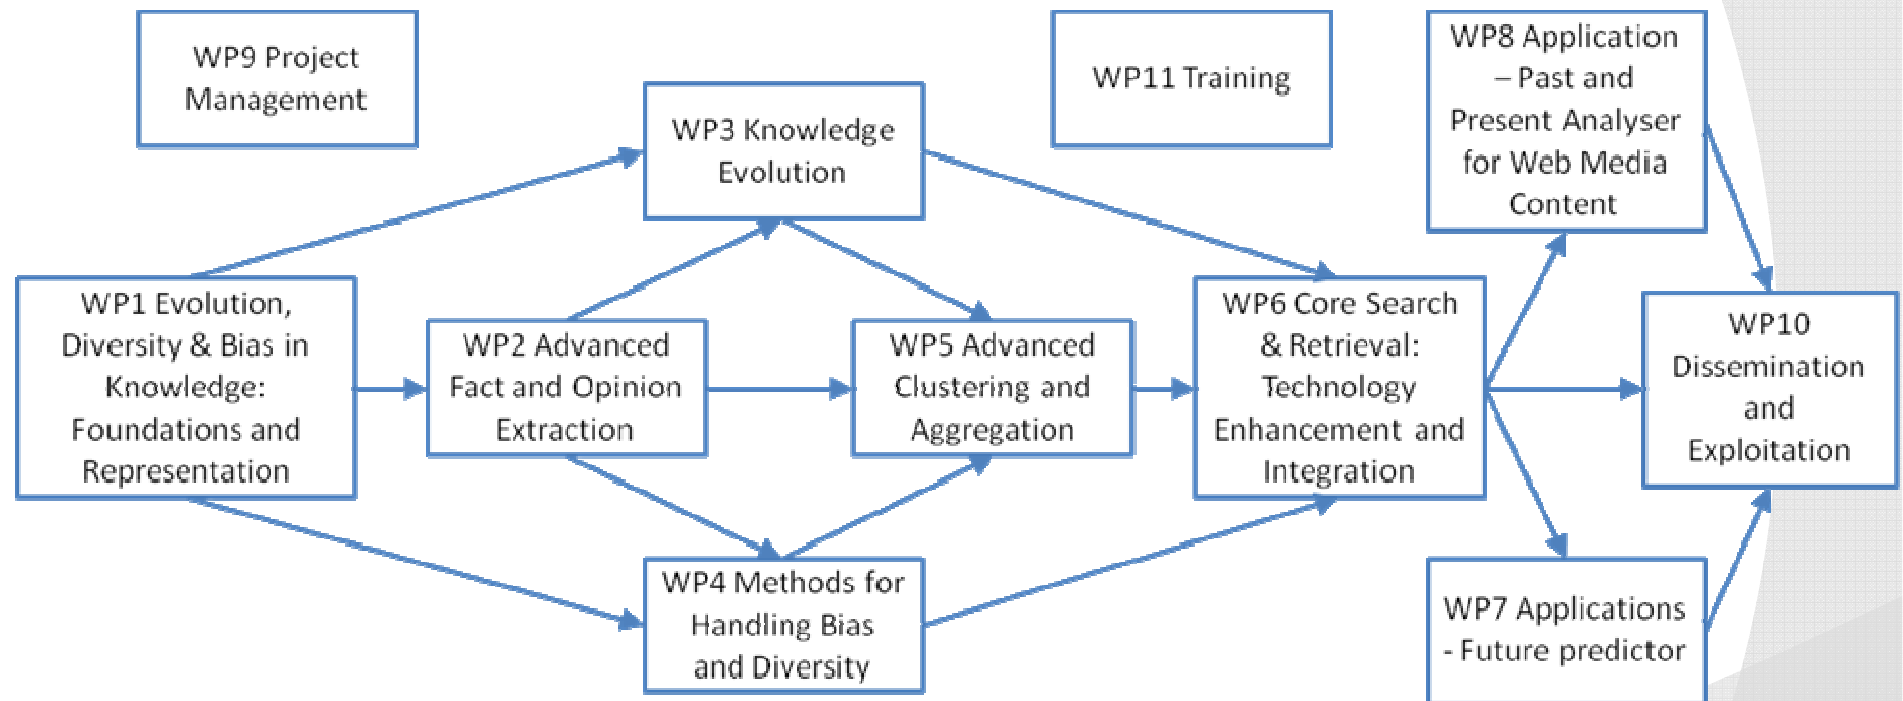 WP9 Project
Management
WP11 Training
WP8 Application
– Past and
Present Analyser
for Web Media
Content
WP3 Knowledge
Evolution
WP1 Evolution,
Diversity & Bias in
Knowledge:
Foundations and
Representation
WP2 Advanced
Fact and Opinion
Extraction
WP5 Advanced
Clustering and
Aggregation
WP6 Core Search
& Retrieval:
Technology
Enhancement and
Integration
WP10
Dissemination
and
Exploitation
WP4 Methods for
Handling Bias
and Diversity
WP7 Applications
- Future predictor